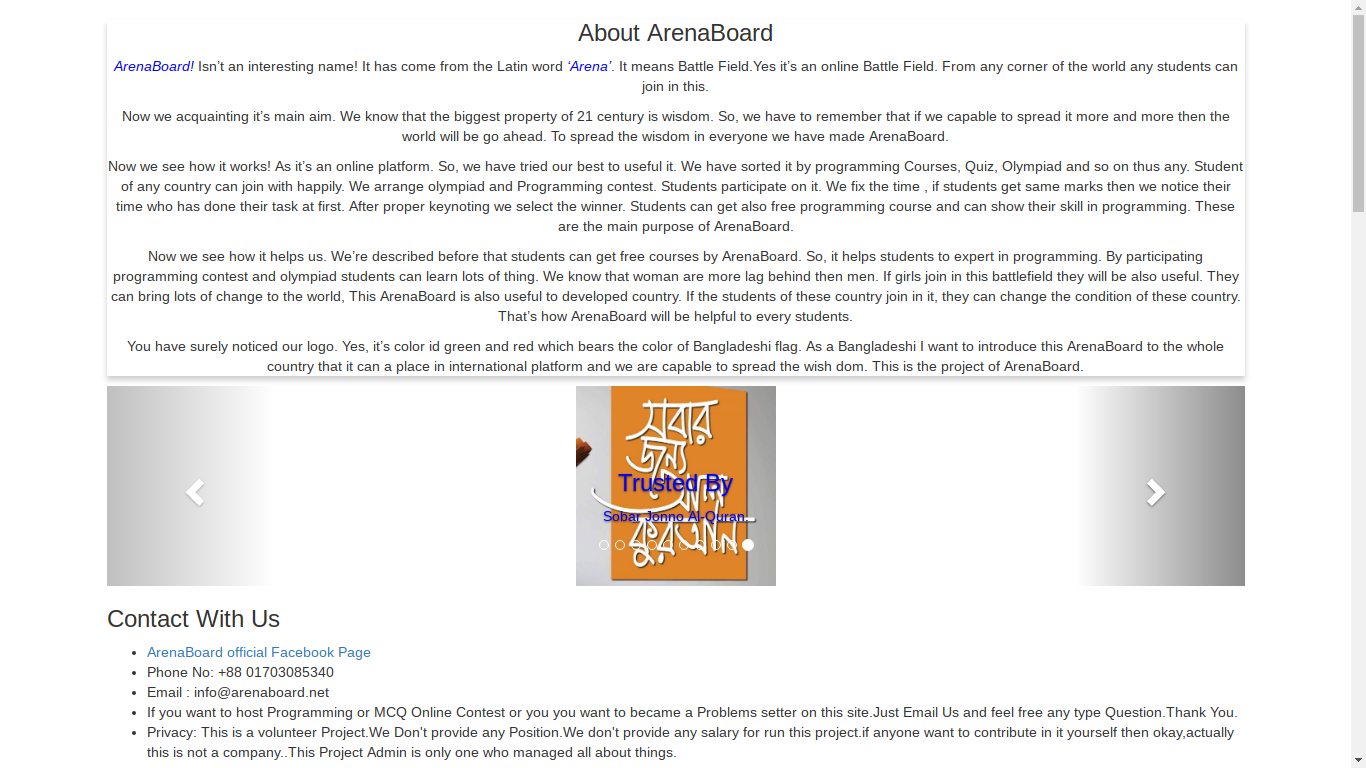 About ArenaBoard
ArenaBoard! Isn’t an interesting name! It has come from the Latin word ‘Arena’. It means Battle Field.Yes it’s an online Battle Field. From any corner of the world any students can
join in this.
Now we acquainting it’s main aim. We know that the biggest property of 21 century is wisdom. So, we have to remember that if we capable to spread it more and more then the
world will be go ahead. To spread the wisdom in everyone we have made ArenaBoard.
Now we see how it works! As it’s an online platform. So, we have tried our best to useful it. We have sorted it by programming Courses, Quiz, Olympiad and so on thus any. Student
of any country can join with happily. We arrange olympiad and Programming contest. Students participate on it. We fix the time , if students get same marks then we notice their
time who has done their task at first. After proper keynoting we select the winner. Students can get also free programming course and can show their skill in programming. These
are the main purpose of ArenaBoard.
Now we see how it helps us. We’re described before that students can get free courses by ArenaBoard. So, it helps students to expert in programming. By participating
programming contest and olympiad students can learn lots of thing. We know that woman are more lag behind then men. If girls join in this battlefield they will be also useful. They
can bring lots of change to the world, This ArenaBoard is also useful to developed country. If the students of these country join in it, they can change the condition of these country.
That’s how ArenaBoard will be helpful to every students.
You have surely noticed our logo. Yes, it’s color id green and red which bears the color of Bangladeshi flag. As a Bangladeshi I want to introduce this ArenaBoard to the whole
country that it can a place in international platform and we are capable to spread the wish dom. This is the project of ArenaBoard.
সবার
জন্য
আল
কুরআন
Trusted By
Sobar Jonno Al-Quran
Contact With Us
ArenaBoard official Facebook Page
Phone No: +88 01703085340
Email : info@arenaboard.net
If you want to host Programming or MCQ Online Contest or you you want to became a Problems setter on this site.Just Email Us and feel free any type Question.Thank You.
Privacy: This is a volunteer Project.We Don't provide any Position.We don't provide any salary for run this project.if anyone want to contribute in it yourself then okay,actually
this is not a company..This Project Admin is only one who managed all about things.